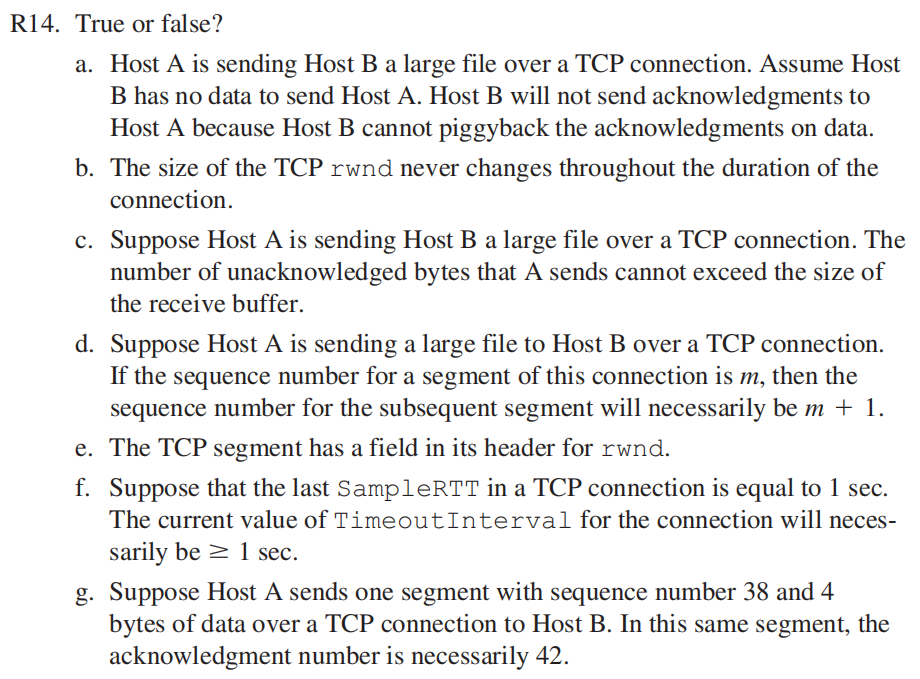 R14. True or false?
a. Host A is sending Host B a large file over a TCP connection. Assume Host
B has no data to send Host A. Host B will not send acknowledgments to
Host A because Host B cannot piggyback the acknowledgments on data.
b. The size of the TCP rwnd never changes throughout the duration of the
connection.
c. Suppose Host A is sending Host B a large file over a TCP connection. The
number of unacknowledged bytes that A sends cannot exceed the size of
the receive buffer.
d. Suppose Host A is sending a large file to Host B over a TCP connection.
If the sequence number for a segment of this connection is m, then the
sequence number for the subsequent segment will necessarily be m + 1.
e. The TCP segment has a field in its header for rwnd.
f. Suppose that the last SampleRTT in a TCP connection is equal to 1 sec.
The current value of TimeoutInterval for the connection will neces-
sarily be ≥ 1 sec.
g. Suppose Host A sends one segment with sequence number 38 and 4
bytes of data over a TCP connection to Host B. In this same segment, the
acknowledgment number is necessarily 42.